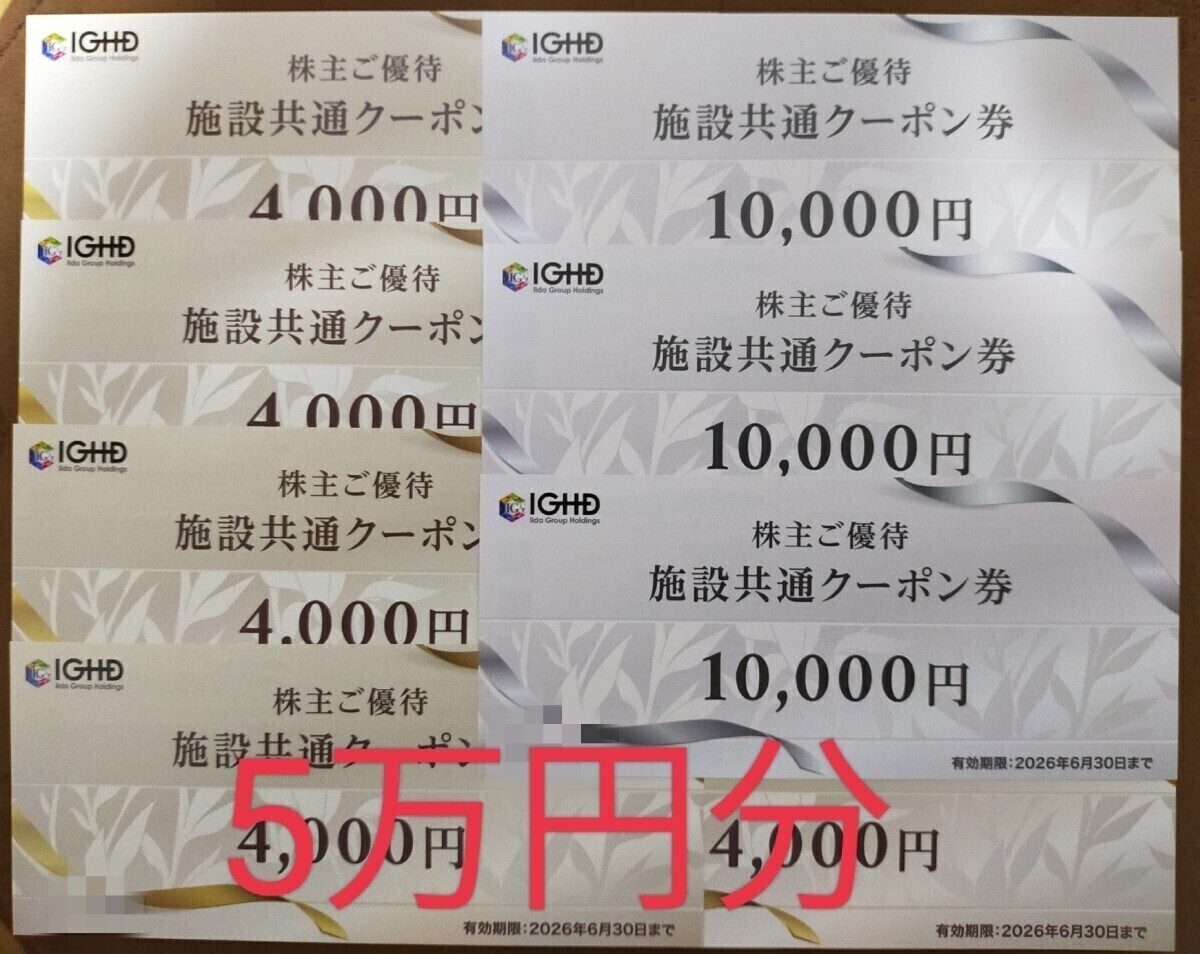 IGHD
Iida Group Holdings
株主ご優待
施設共通クーポン
4,000円
IGHD
Iida Group Holdings
株主ご優待
施設共通クーポン
4,000円
IGHD
Iida Group Holdings
株主ご優待
施設共通クーポン
4,000円
IGHD
Iida Group Holdings
株主ご優待
施設共通クーポン
4,000円
有効期限:2026年6月30日まで
IGHD
Iida Group Holdings
株主ご優待
施設共通クーポン券
10,000円
IGHD
Iida Group Holdings
株主ご優待
施設共通クーポン券
10,000円
IGHD
Iida Group Holdings
株主ご優待
施設共通クーポン券
10,000円
有効期限:2026年6月30日まで
4,000円
有効期限:2026年6月30日まで
5万円分